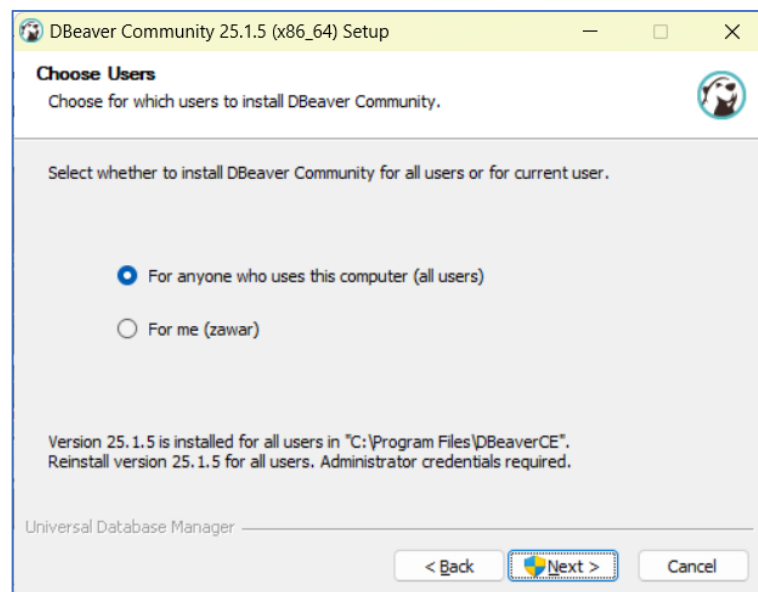 DBeaver Community 25.1.5 (x86_64) Setup
Choose Users
Choose for which users to install DBeaver Community.
Select whether to install DBeaver Community for all users or for current user.
For anyone who uses this computer (all users)
For me (zawar)
Version 25.1.5 is installed for all users in "C:\Program Files\DBeaverCE".
Reinstall version 25.1.5 for all users. Administrator credentials required.
Universal Database Manager
< Back Next > Cancel